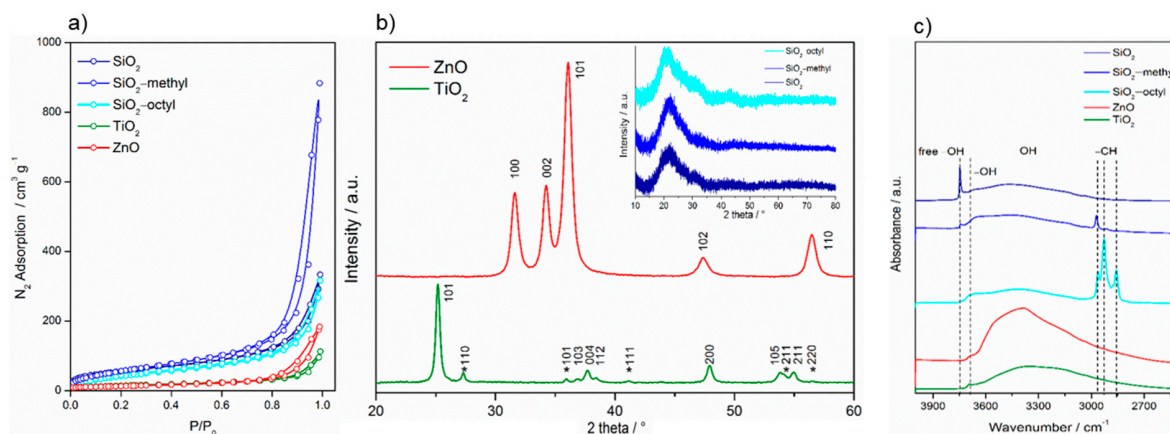 a)
1000
800
600
400
200
0
N₂ Adsorption / cm³ g⁻¹
SiO₂
SiO₂-methyl
SiO₂-octyl
TiO₂
ZnO
0.0 0.2 0.4 0.6 0.8 1.0
P/P₀
b)
Intensity / a.u.
ZnO
TiO₂
100
002
101
102
110
101
*110
*101
103
004
112
*111
200
105
*211
211
*220
20 30 40 50 60
2 theta / °
Intensity / a.u.
SiO₂-octyl
SiO₂-methyl
SiO₂
10 20 30 40 50 60 70 80
2 theta / °
c)
Absorbance / a.u.
SiO₂
SiO₂-methyl
SiO₂-octyl
ZnO
TiO₂
free -OH OH -CH
-OH
3900 3600 3300 3000 2700
Wavenumber / cm⁻¹